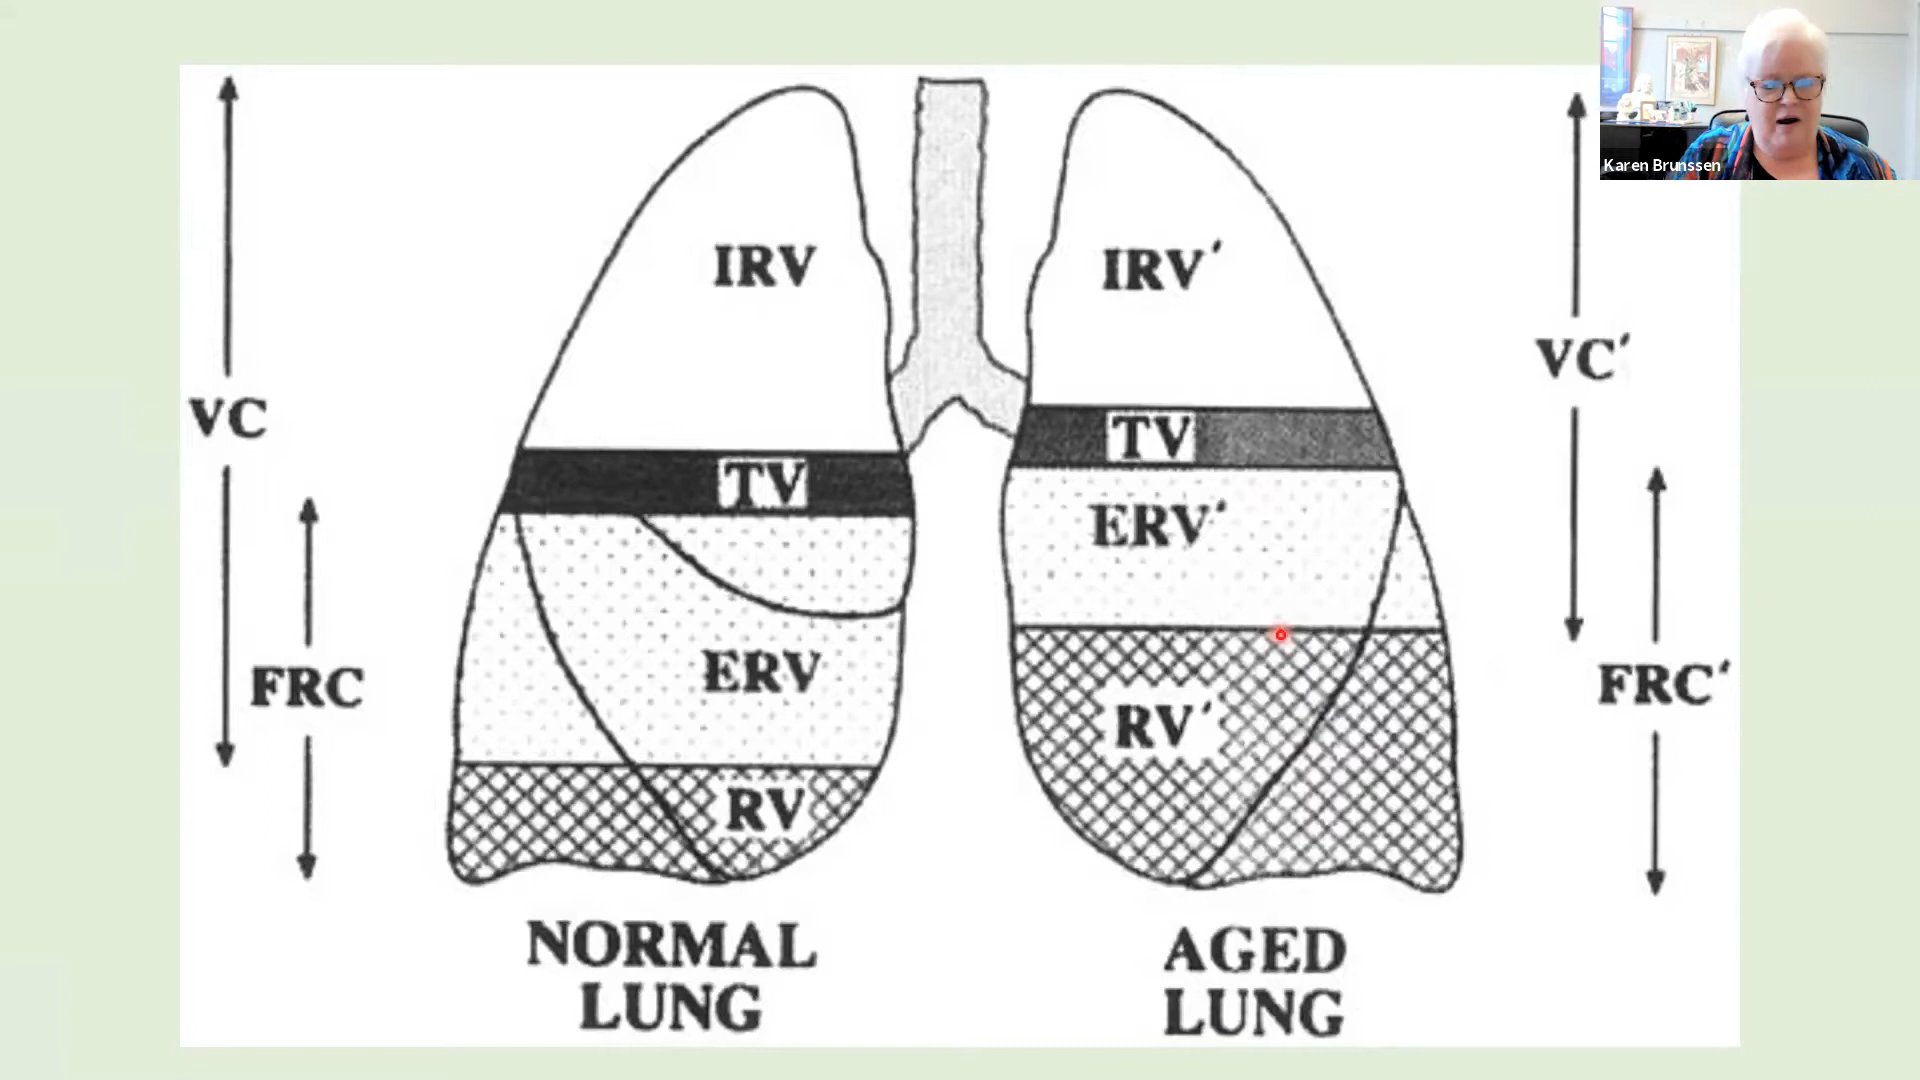 Karen Brunssen
IRV
IRV´
VC´
VC
TV
TV
ERV´
ERV
FRC
FRC´
RV´
RV
NORMAL
LUNG
AGED
LUNG